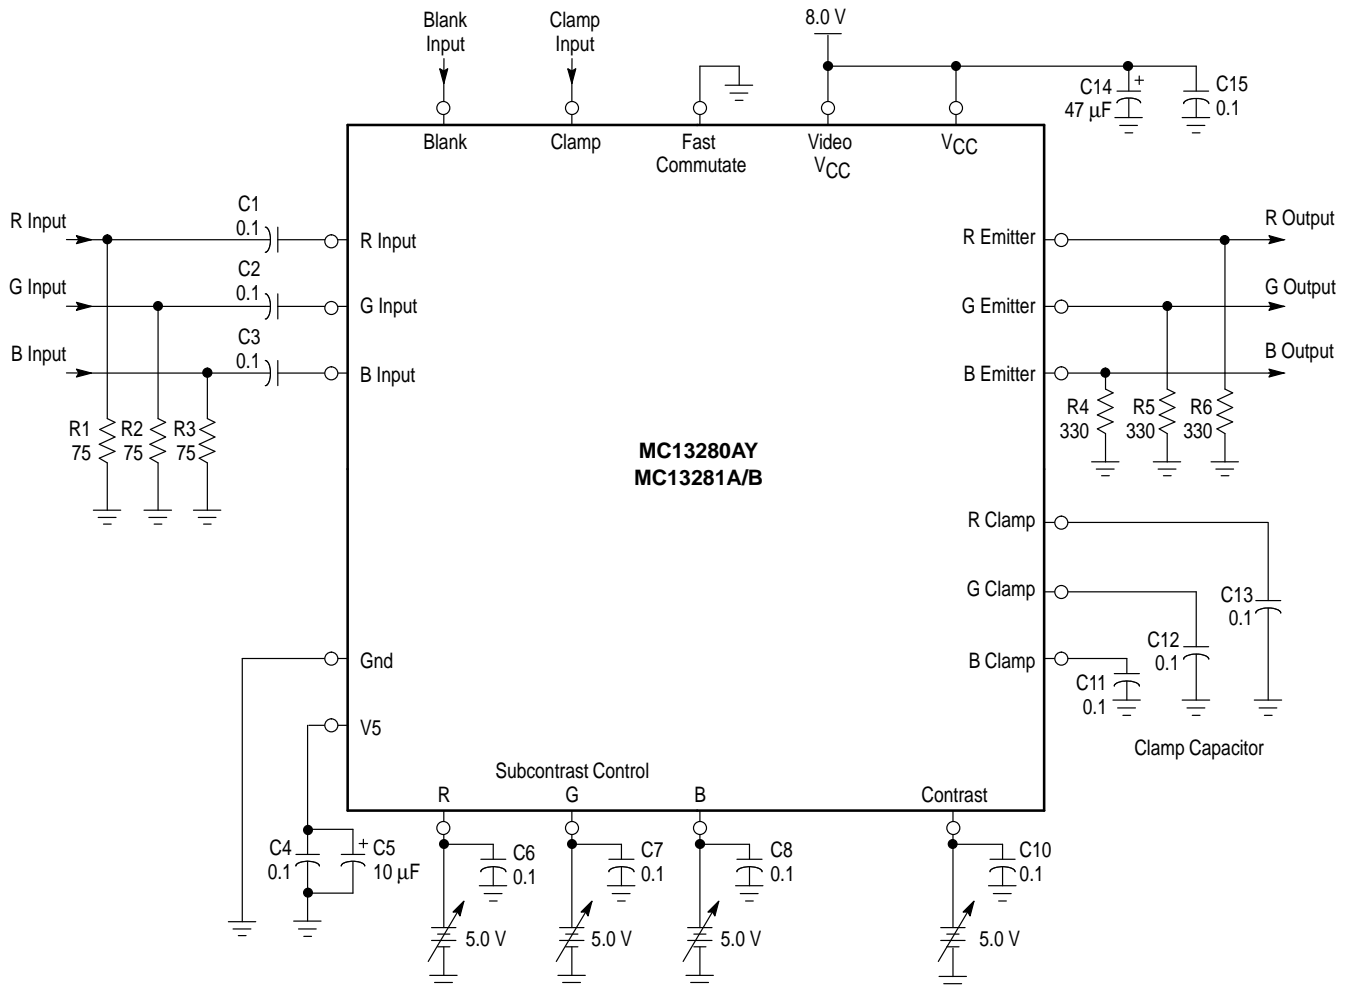 Blank
Input
Clamp
Input
8.0 V
C14
+
47 µF
C15
0.1
Blank
Clamp
Fast
Commutate
Video
VCC
VCC
R Input
C1
0.1
R Input
G Input
C2
0.1
G Input
B Input
C3
0.1
B Input
R1
75
R2
75
R3
75
R Emitter
R Output
G Emitter
G Output
B Emitter
B Output
R4
330
R5
330
R6
330
MC13280AY
MC13281A/B
R Clamp
G Clamp
B Clamp
C13
0.1
C12
0.1
C11
0.1
Clamp Capacitor
Gnd
V5
Subcontrast Control
R
G
B
Contrast
C4
0.1
+
C5
10 µF
C6
0.1
C7
0.1
C8
0.1
C10
0.1
5.0 V
5.0 V
5.0 V
5.0 V